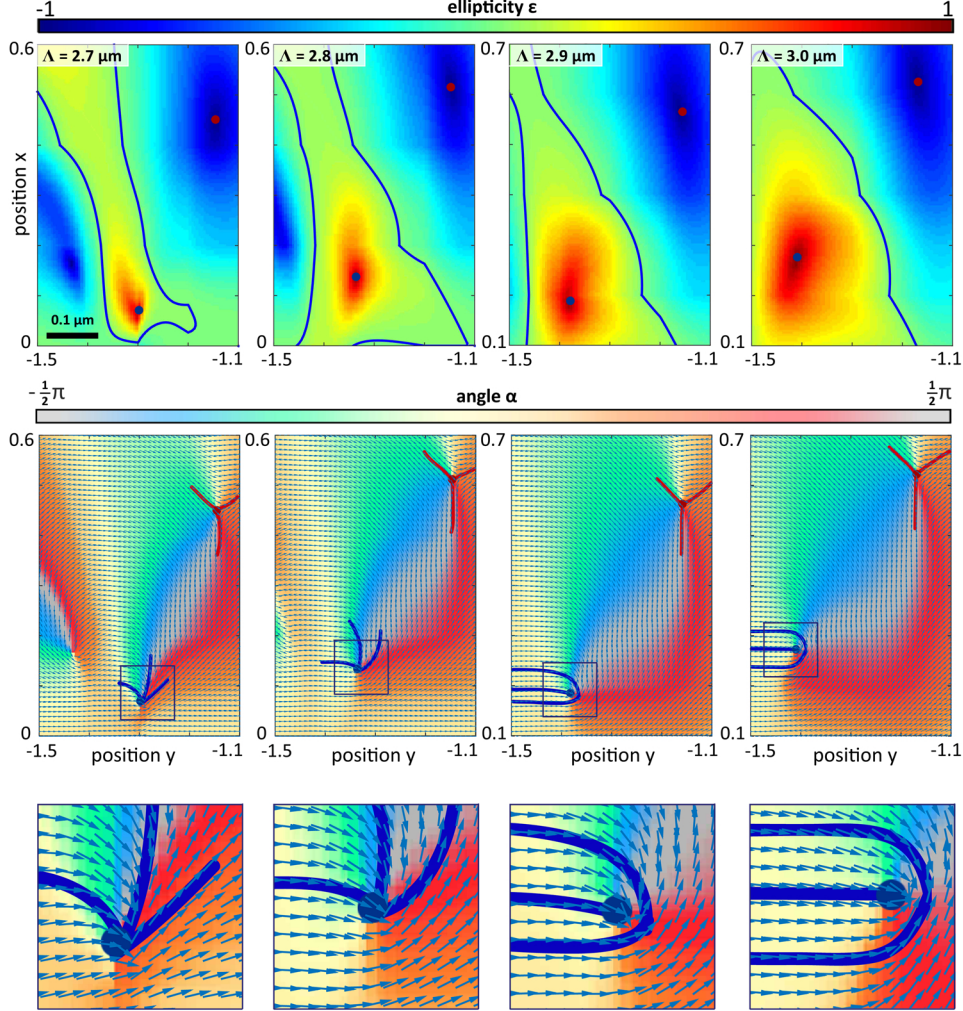 -1 ellipticity ε 1
0.6 Λ = 2.7 µm 0.6 Λ = 2.8 µm 0.7 Λ = 2.9 µm 0.7 Λ = 3.0 µm
position x
0.1 µm
0 0 0.1 0.1
-1.5 -1.1 -1.5 -1.1 -1.5 -1.1 -1.5 -1.1
-½π angle α ½π
0.6 0.6 0.7 0.7
0 0 0.1 0.1
-1.5 position y -1.1 -1.5 position y -1.1 -1.5 position y -1.1 -1.5 position y -1.1